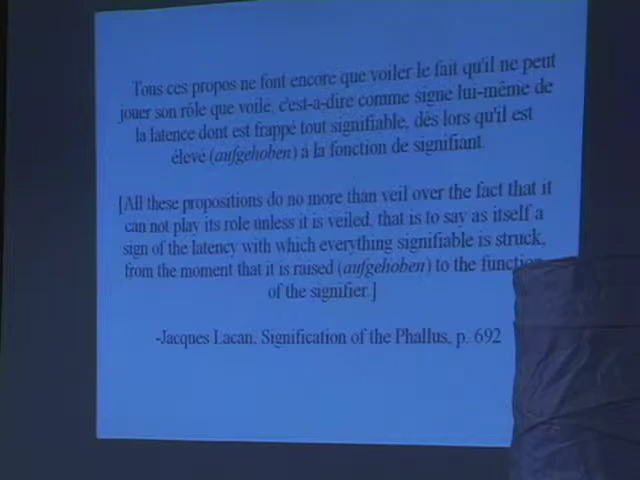 Tous ces propos ne font encore que voiler le fait qu'il ne peut
jouer son rôle que voilé, c'est-a-dire comme signe lui-même de
la latence dont est frappé tout signifiable, dès lors qu'il est
élevé (aufgehoben) à la fonction de signifiant.
[All these propositions do no more than veil over the fact that it
can not play its role unless it is veiled, that is to say as itself a
sign of the latency with which everything signifiable is struck,
from the moment that it is raised (aufgehoben) to the function
of the signifier.]
-Jacques Lacan, Signification of the Phallus, p. 692